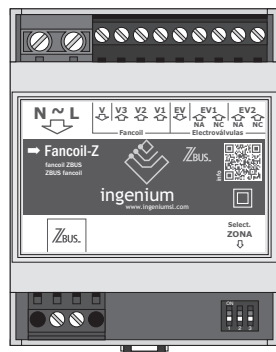 N ~ L
V V3 V2 V1 EV EV1 EV2
NA NC NA NC
Fancoil Electroválvulas
Fancoil-Z
fancoil ZBUS
ZBUS fancoil
ZBUS
info
ingenium
www.ingeniumsl.com
ZBUS
Select.
ZONA
ON
1 2 3